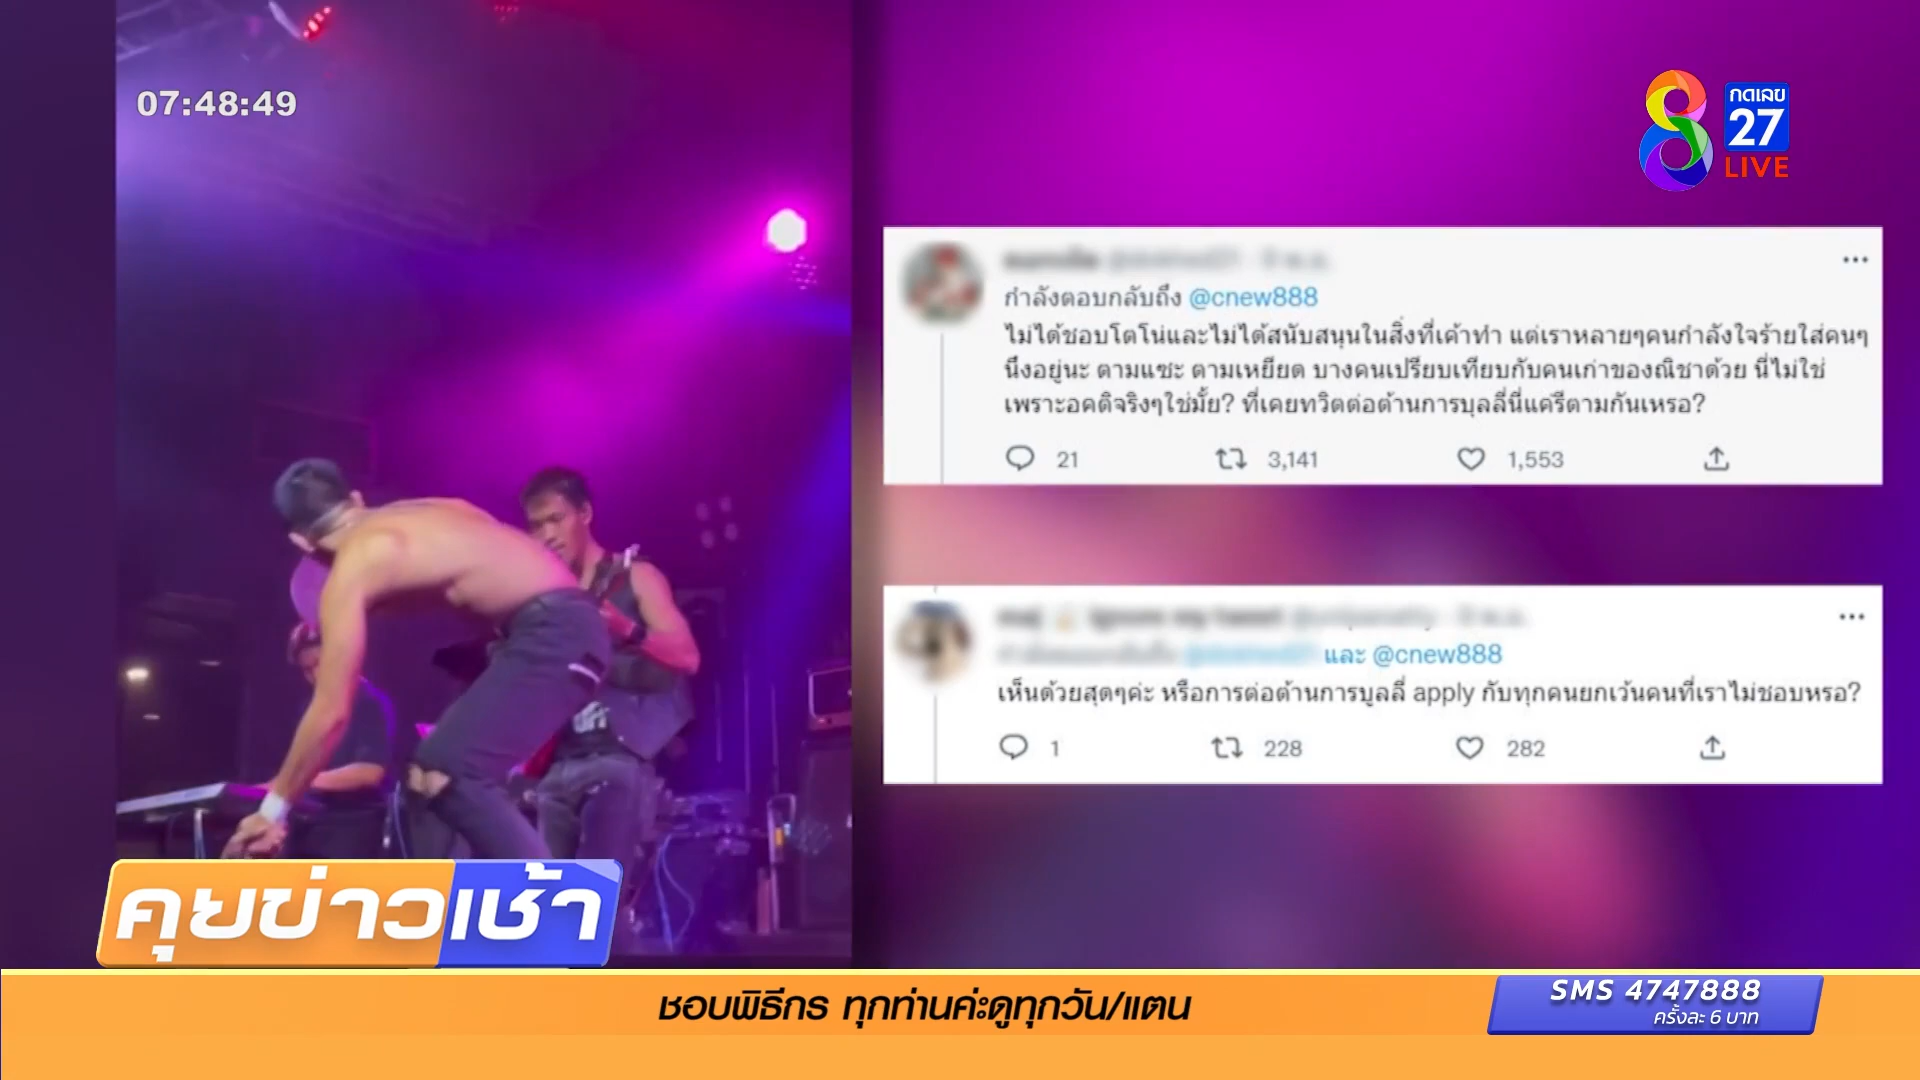 07:48:49
กดเลข
27
LIVE
กำลังตอบกลับถึง @cnew888
ไม่ได้ชอบโตโน่และไม่ได้สนับสนุนในสิ่งที่เค้าทำ แต่เราหลายๆคนกำลังใจร้ายใส่คนๆ
นึงอยู่นะ ตามแซะ ตามเหยียด บางคนเปรียบเทียบกับคนเก่าของณิชาด้วย นี่ไม่ใช่
เพราะอคติจริงๆใช่มั้ย? ที่เคยทวิตต่อต้านการบุลลี่นี่แค่รีตามกันเหรอ?
21 3,141 1,553
และ @cnew888
เห็นด้วยสุดๆค่ะ หรือการต่อต้านการบูลลี่ apply กับทุกคนยกเว้นคนที่เราไม่ชอบหรอ?
1 228 282
คุยข่าวเช้า
ชอบพิธีกร ทุกท่านค่ะดูทุกวัน/แตน
SMS 4747888
ครั้งละ 6 บาท